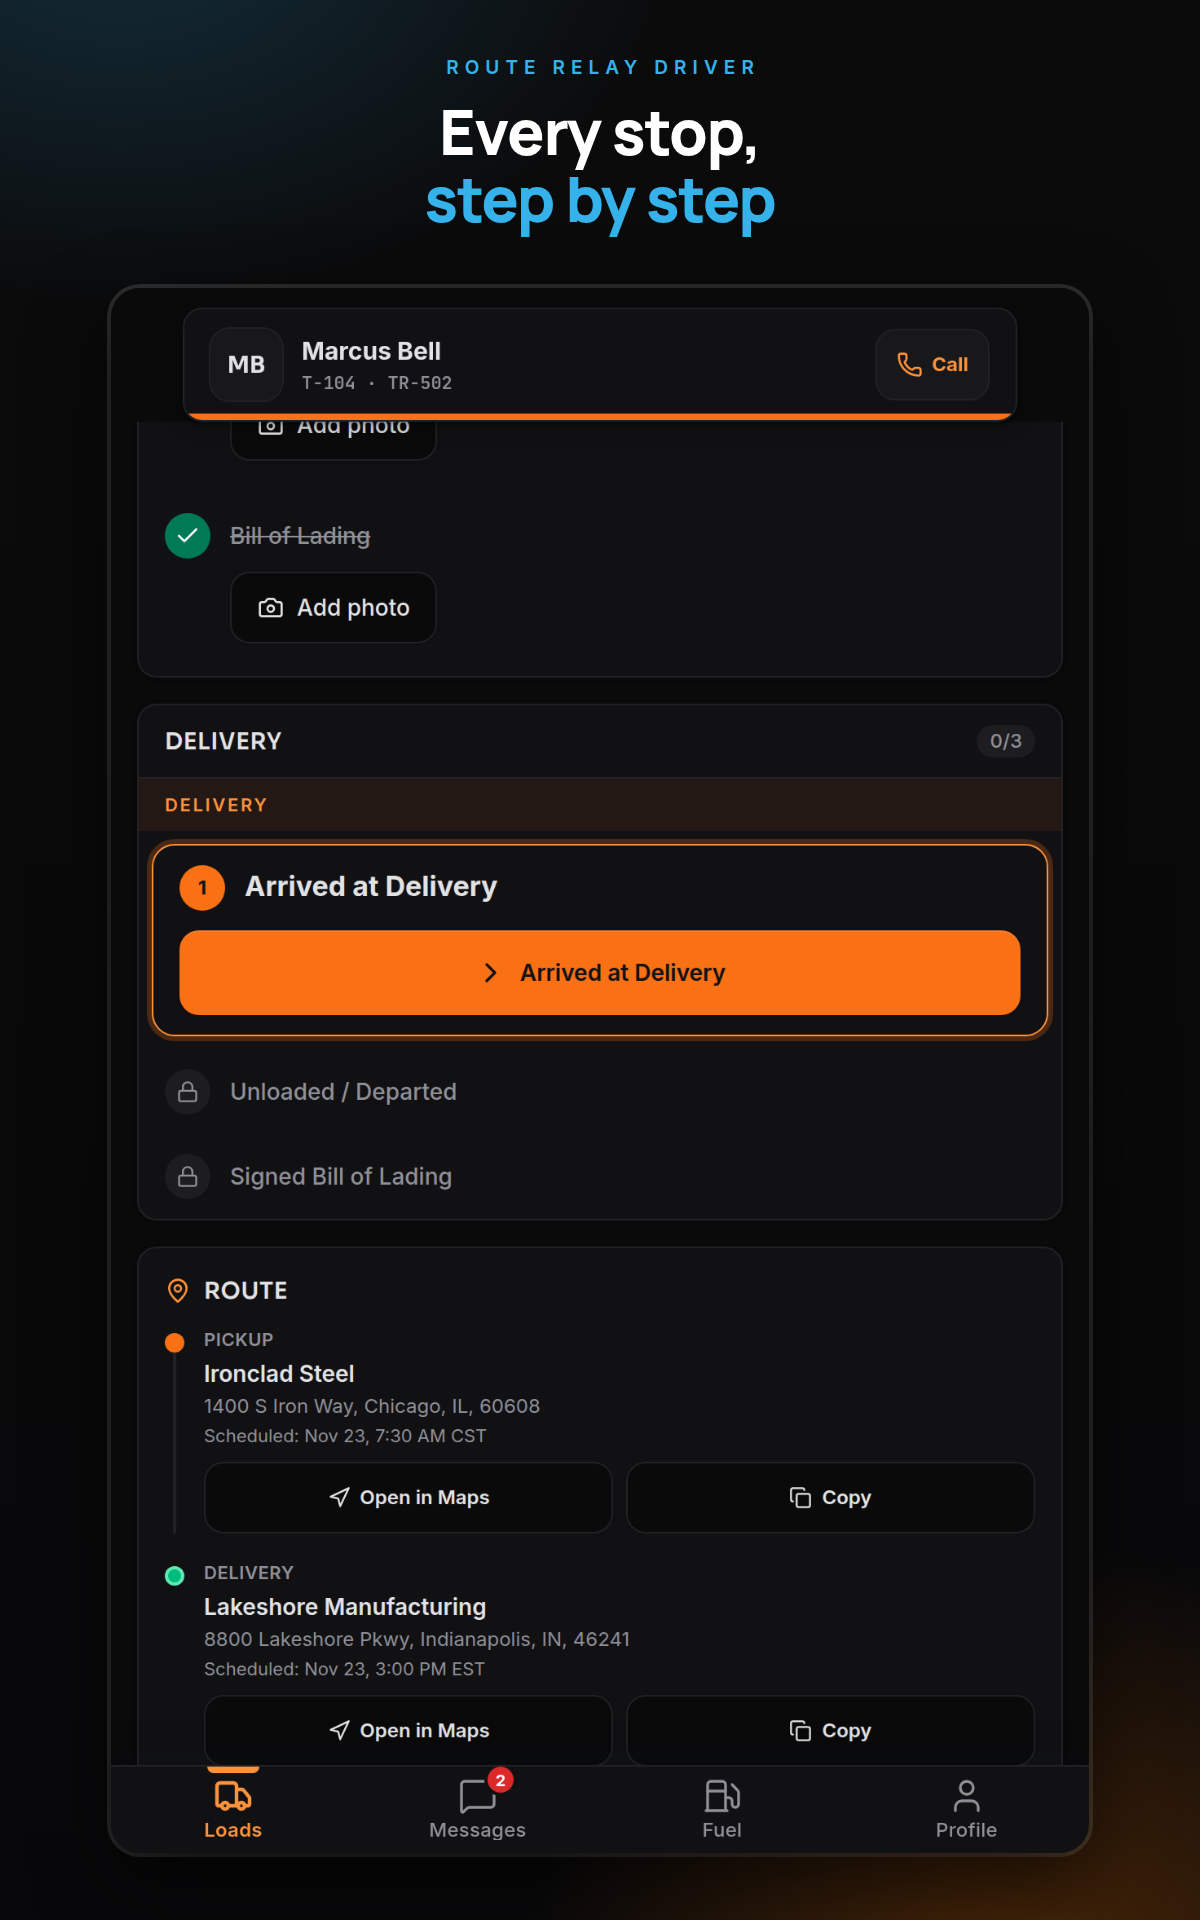 ROUTE RELAY DRIVER
Every stop,
step by step
MB
Marcus Bell
T-104 · TR-502
Call
Add photo
Bill of Lading
Add photo
DELIVERY
0/3
DELIVERY
1
Arrived at Delivery
Arrived at Delivery
Unloaded / Departed
Signed Bill of Lading
ROUTE
PICKUP
Ironclad Steel
1400 S Iron Way, Chicago, IL, 60608
Scheduled: Nov 23, 7:30 AM CST
Open in Maps
Copy
DELIVERY
Lakeshore Manufacturing
8800 Lakeshore Pkwy, Indianapolis, IN, 46241
Scheduled: Nov 23, 3:00 PM EST
Open in Maps
Copy
Loads
2
Messages
Fuel
Profile